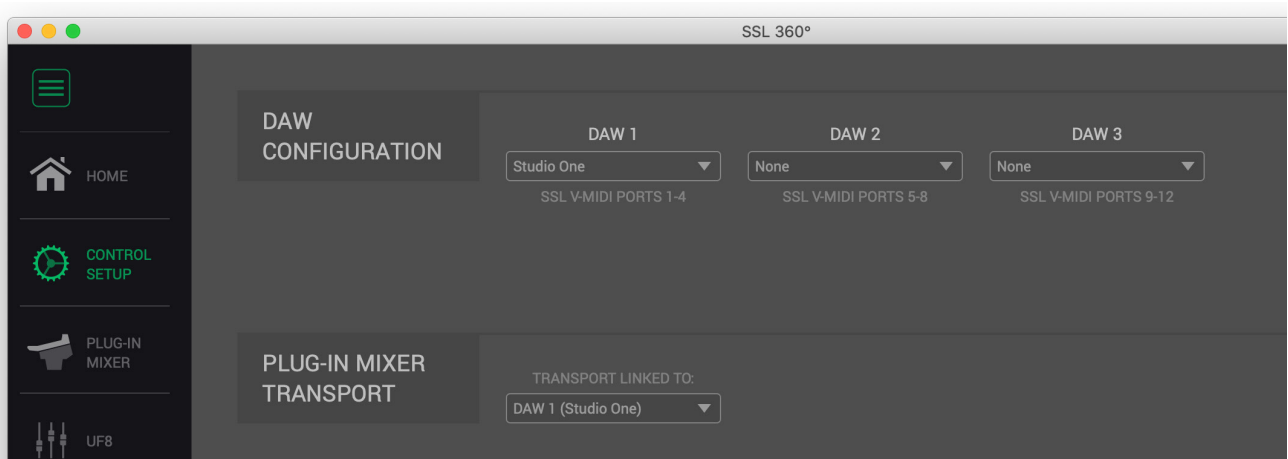 SSL 360°
HOME
CONTROL
SETUP
PLUG-IN
MIXER
UF8
DAW
CONFIGURATION
DAW 1
DAW 2
DAW 3
Studio One
None
None
SSL V-MIDI PORTS 1-4
SSL V-MIDI PORTS 5-8
SSL V-MIDI PORTS 9-12
PLUG-IN MIXER
TRANSPORT
TRANSPORT LINKED TO:
DAW 1 (Studio One)